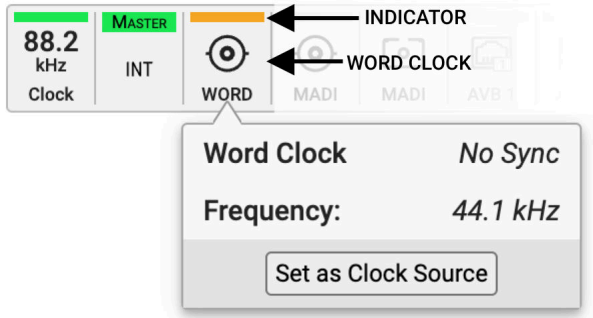 88.2
kHz
Clock
MASTER
INT
WORD
INDICATOR
WORD CLOCK
MADI
MADI
AVB 1
Word Clock No Sync
Frequency: 44.1 kHz
Set as Clock Source